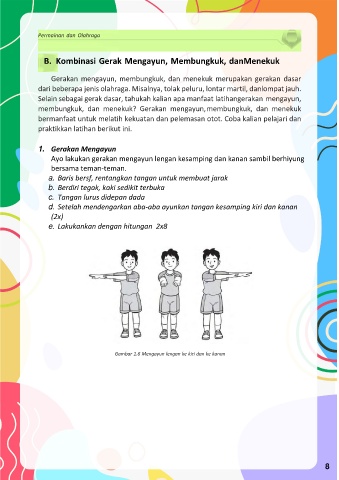 Permainan dan Olahraga
B. Kombinasi Gerak Mengayun, Membungkuk, danMenekuk
Gerakan mengayun, membungkuk, dan menekuk merupakan gerakan dasar
dari beberapa jenis olahraga. Misalnya, tolak peluru, lontar martil, danlompat jauh.
Selain sebagai gerak dasar, tahukah kalian apa manfaat latihangerakan mengayun,
membungkuk, dan menekuk? Gerakan mengayun,membungkuk, dan menekuk
bermanfaat untuk melatih kekuatan dan pelemasan otot. Coba kalian pelajari dan
praktikkan latihan berikut ini.
1. Gerakan Mengayun
Ayo lakukan gerakan mengayun lengan kesamping dan kanan sambil berhiyung
bersama teman-teman.
a. Baris bersf, rentangkan tangan untuk membuat jarak
b. Berdiri tegak, kaki sedikit terbuka
c. Tangan lurus didepan dada
d. Setelah mendengarkan aba-aba ayunkan tangan kesamping kiri dan kanan
(2x)
e. Lakukankan dengan hitungan 2x8
Gambar 2.6 Mengayun lengan ke kiri dan ke kanan
8